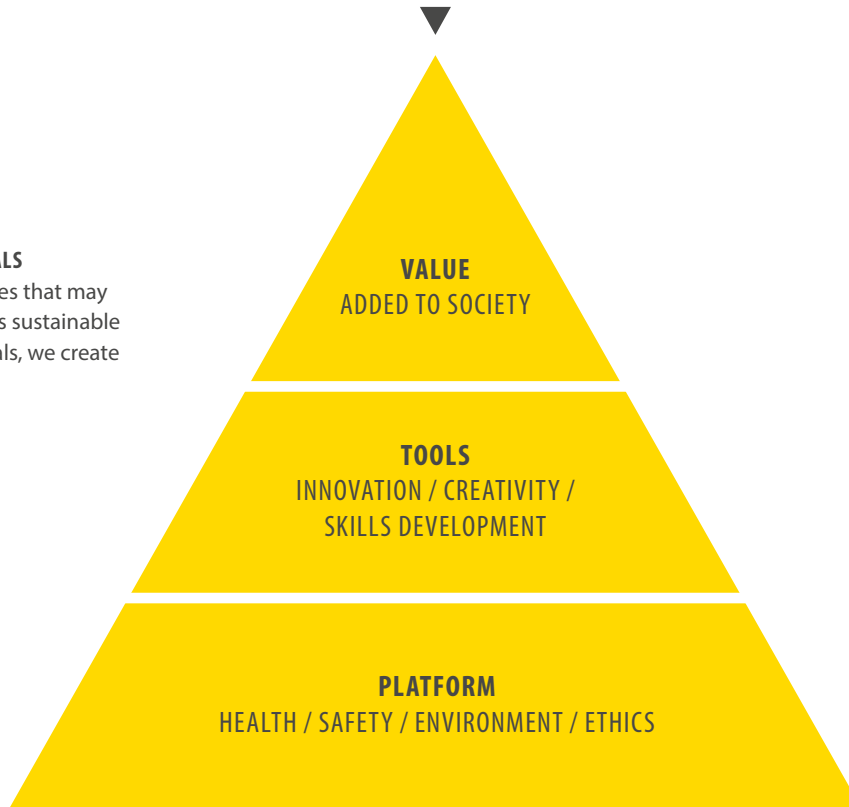 VALUE
ADDED TO SOCIETY
ALS
es that may
s sustainable
ls, we create
TOOLS
INNOVATION / CREATIVITY /
SKILLS DEVELOPMENT
PLATFORM
HEALTH / SAFETY / ENVIRONMENT / ETHICS